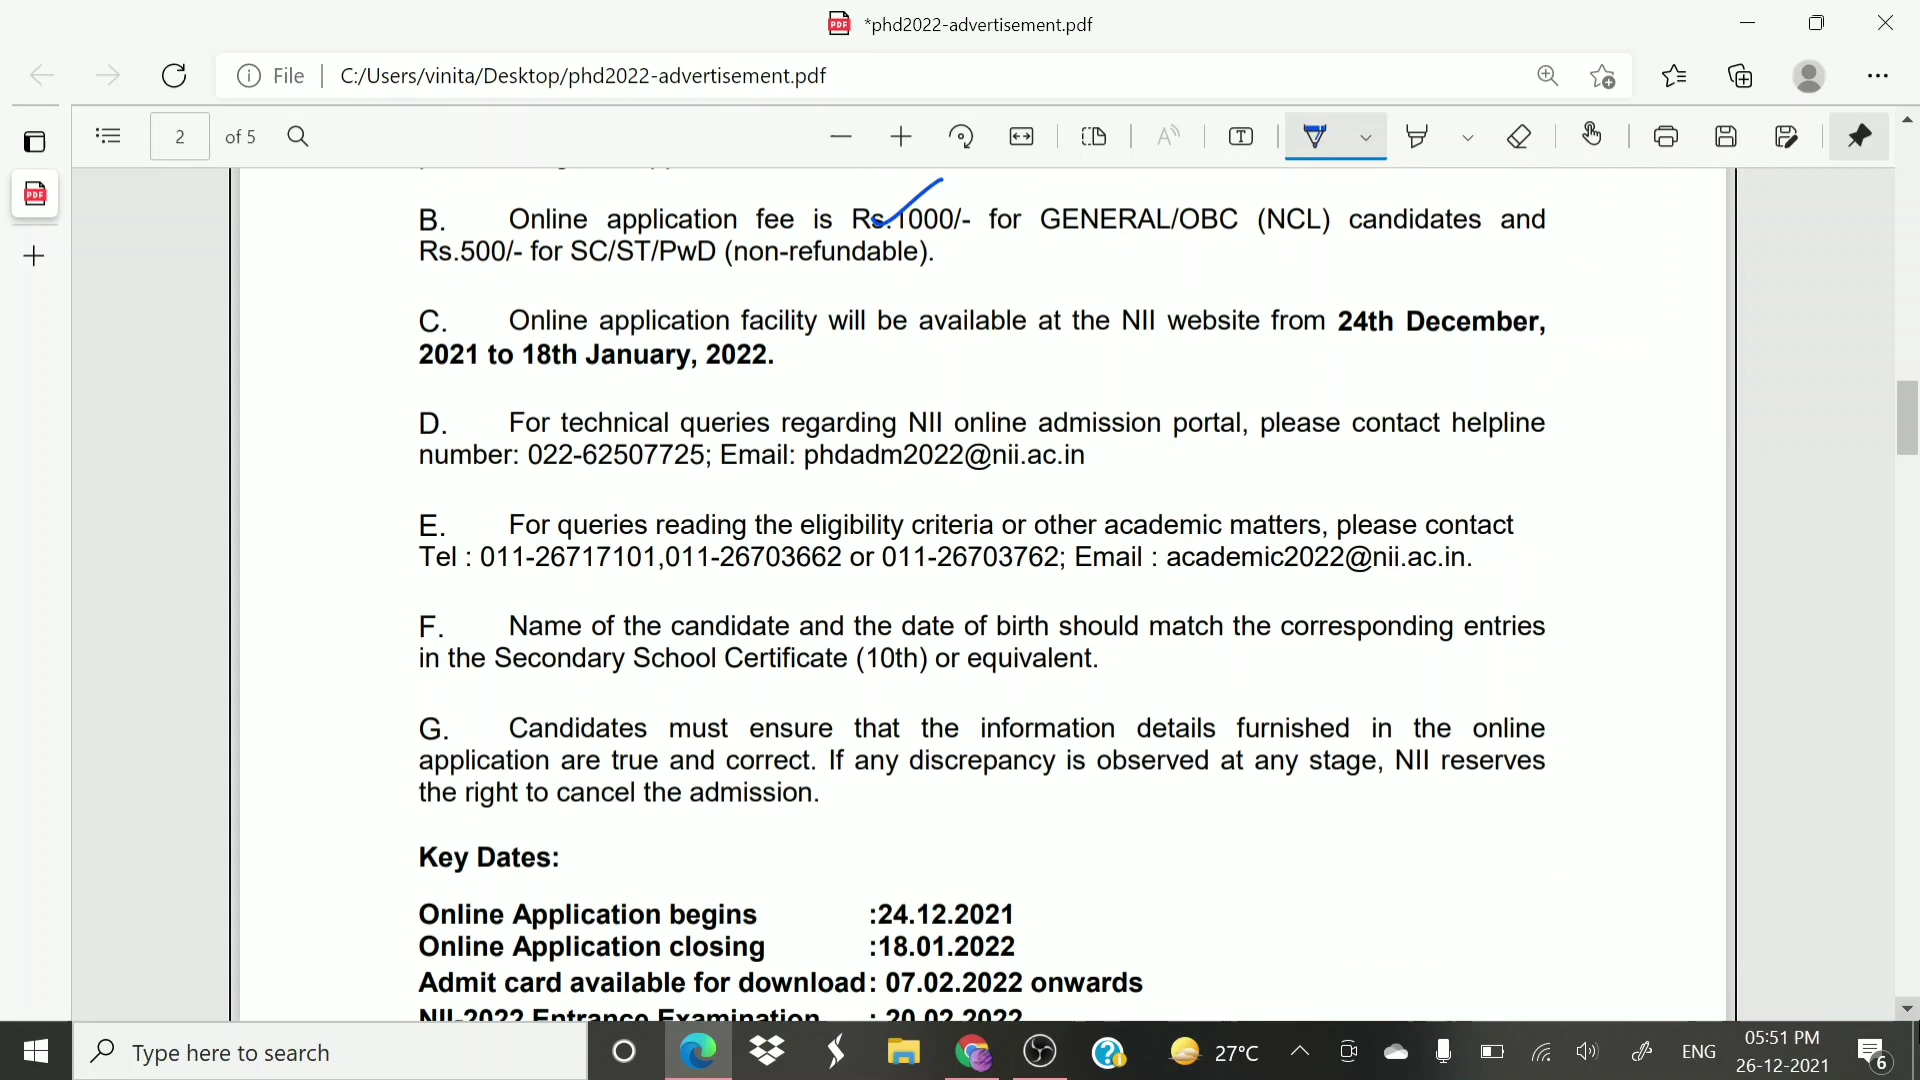 *phd2022-advertisement.pdf
File
C:/Users/vinita/Desktop/phd2022-advertisement.pdf
2 of 5
B. Online application fee is Rs.1000/- for GENERAL/OBC (NCL) candidates and
Rs.500/- for SC/ST/PwD (non-refundable).
C. Online application facility will be available at the NII website from 24th December,
2021 to 18th January, 2022.
D. For technical queries regarding NII online admission portal, please contact helpline
number: 022-62507725; Email: phdadm2022@nii.ac.in
E. For queries reading the eligibility criteria or other academic matters, please contact
Tel : 011-26717101,011-26703662 or 011-26703762; Email : academic2022@nii.ac.in.
F. Name of the candidate and the date of birth should match the corresponding entries
in the Secondary School Certificate (10th) or equivalent.
G. Candidates must ensure that the information details furnished in the online
application are true and correct. If any discrepancy is observed at any stage, NII reserves
the right to cancel the admission.
Key Dates:
Online Application begins :24.12.2021
Online Application closing :18.01.2022
Admit card available for download: 07.02.2022 onwards
NII-2022 Entrance Examination : 20.02.2022
Type here to search
27°C
ENG
05:51 PM
26-12-2021
6